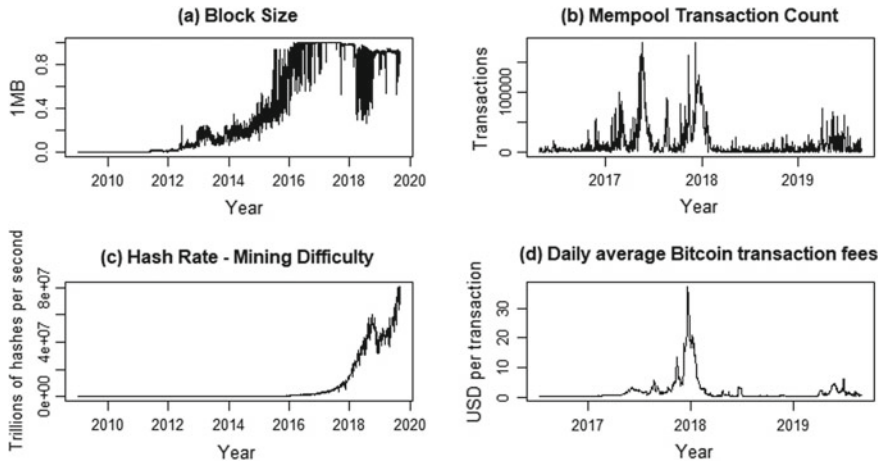 (a) Block Size
1MB
0.0 0.4 0.8
2010 2012 2014 2016 2018 2020
Year
(b) Mempool Transaction Count
Transactions
0 100000
2017 2018 2019
Year
(c) Hash Rate - Mining Difficulty
Trillions of hashes per second
0e+00 4e+07 8e+07
2010 2012 2014 2016 2018 2020
Year
(d) Daily average Bitcoin transaction fees
USD per transaction
0 10 20 30
2017 2018 2019
Year